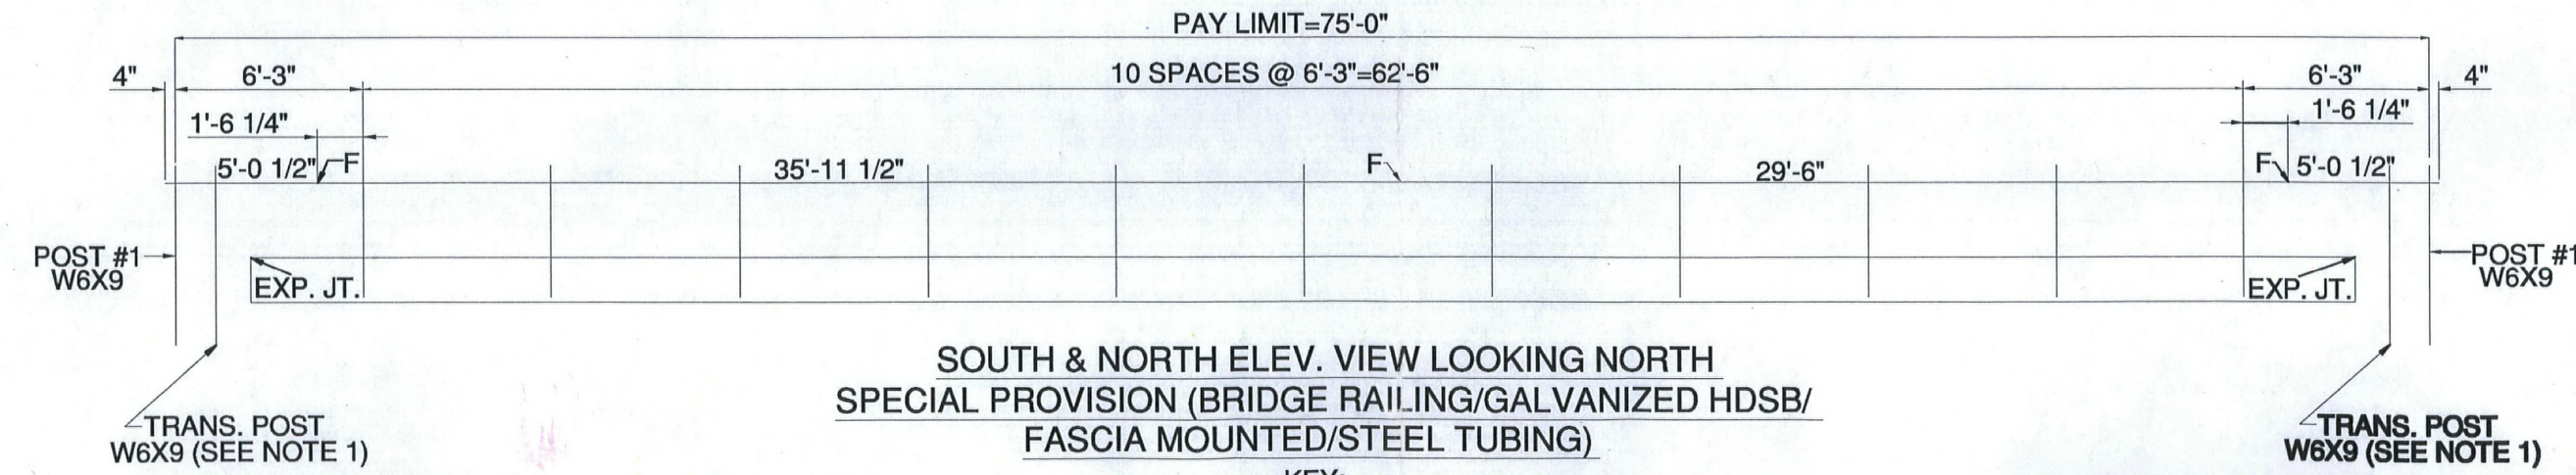 PAY LIMIT=75'-0"
4" 6'-3" 10 SPACES @ 6'-3"=62'-6" 6'-3" 4"
1'-6 1/4" 1'-6 1/4"
5'-0 1/2" F 35'-11 1/2" F 29'-6" F 5'-0 1/2"
POST #1 POST #1
W6X9 W6X9
EXP. JT. EXP. JT.
SOUTH & NORTH ELEV. VIEW LOOKING NORTH
SPECIAL PROVISION (BRIDGE RAILING/GALVANIZED HDSB/
FASCIA MOUNTED/STEEL TUBING)
TRANS. POST TRANS. POST
W6X9 (SEE NOTE 1) W6X9 (SEE NOTE 1)
KEY: